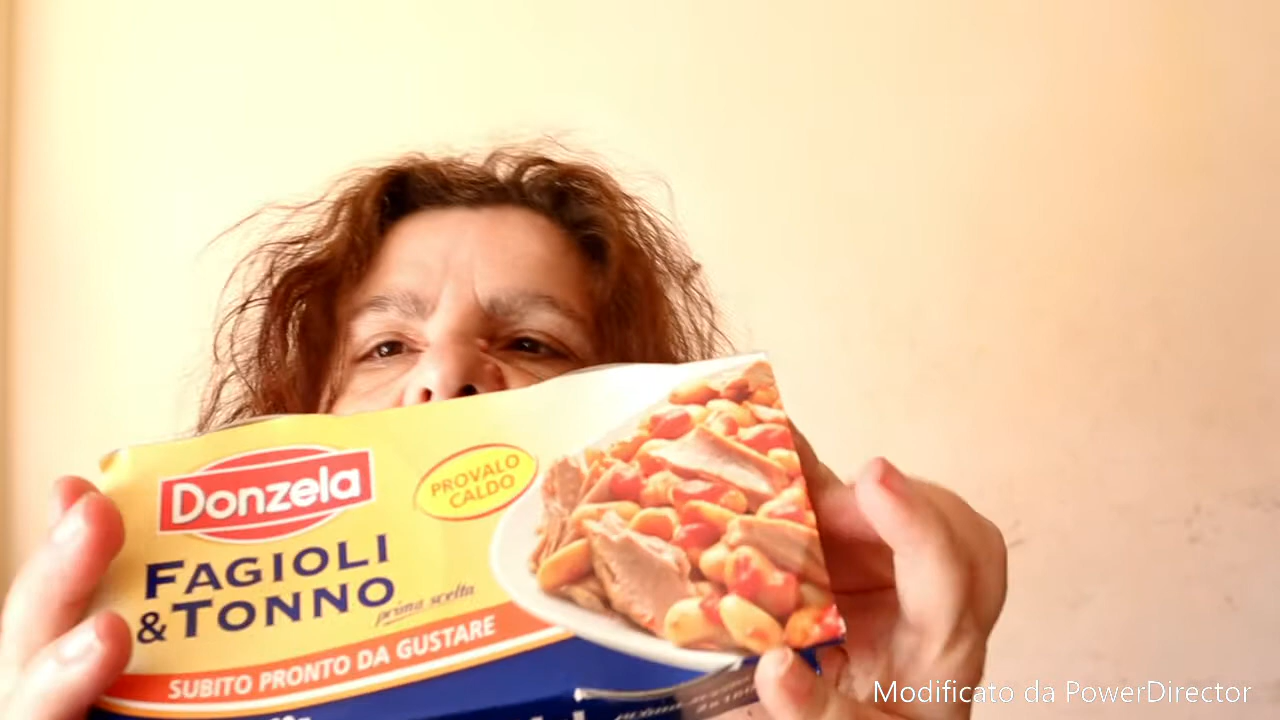 Donzela
PROVALO
CALDO
FAGIOLI
& TONNO
prima scelta
SUBITO PRONTO DA GUSTARE
Modificato da PowerDirector